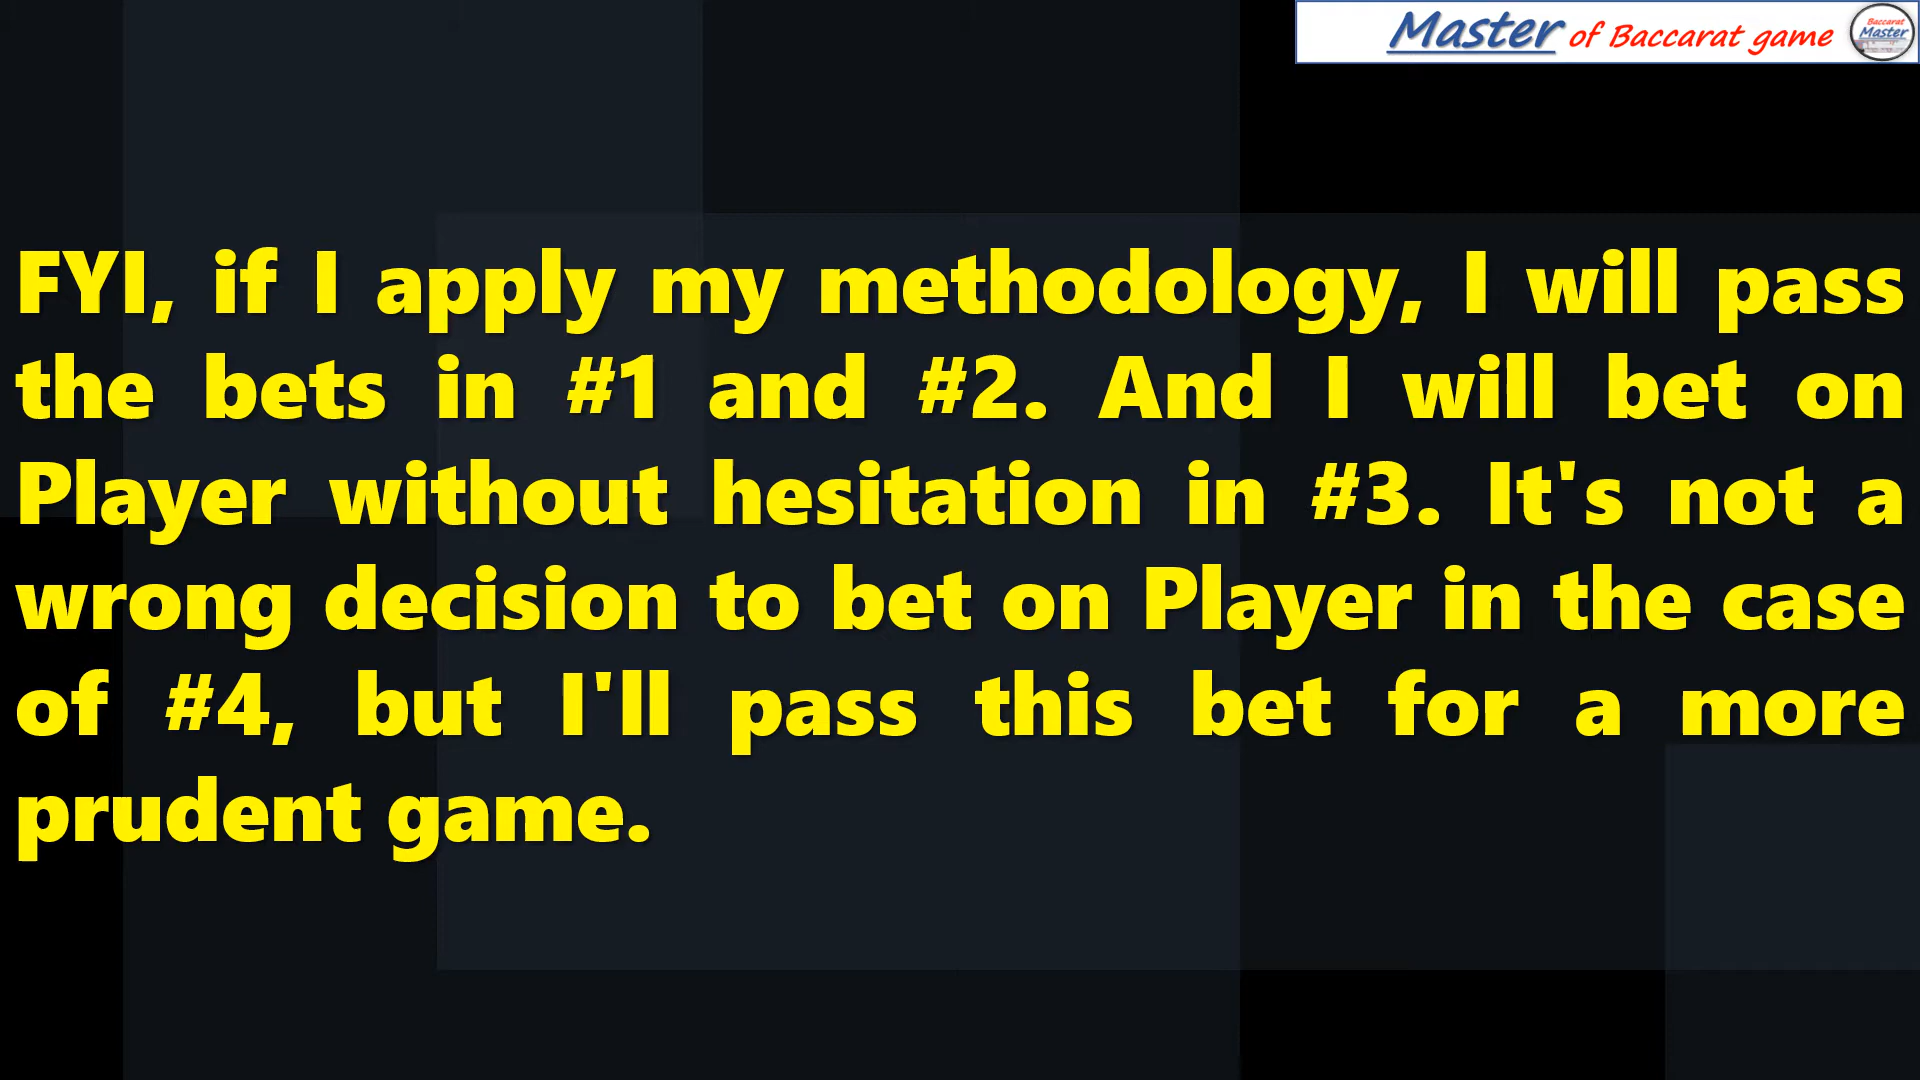 Master of Baccarat game
Baccarat
Master
FYI, if I apply my methodology, I will pass
the bets in #1 and #2. And I will bet on
Player without hesitation in #3. It's not a
wrong decision to bet on Player in the case
of #4, but I'll pass this bet for a more
prudent game.